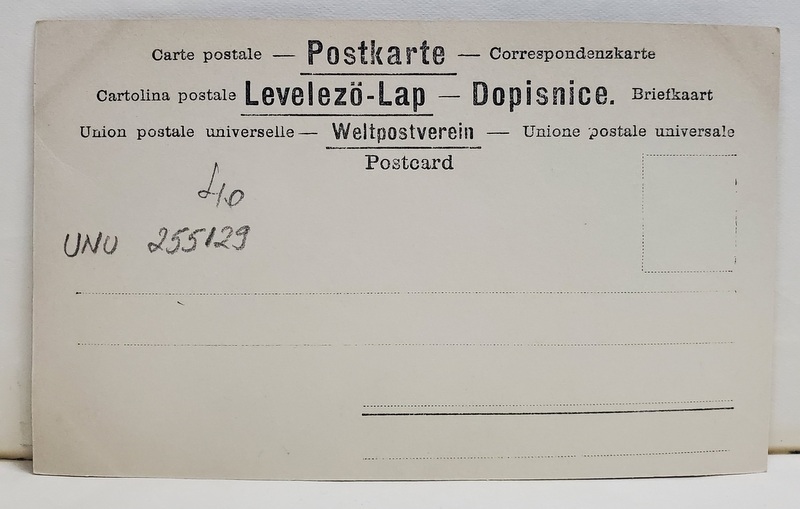 Carte postale — Postkarte — Correspondenzkarte
Cartolina postale Levelezö-Lap — Dopisnice. Briefkaart
Union postale universelle — Weltpostverein — Unione postale universale
Postcard
UNU 255129